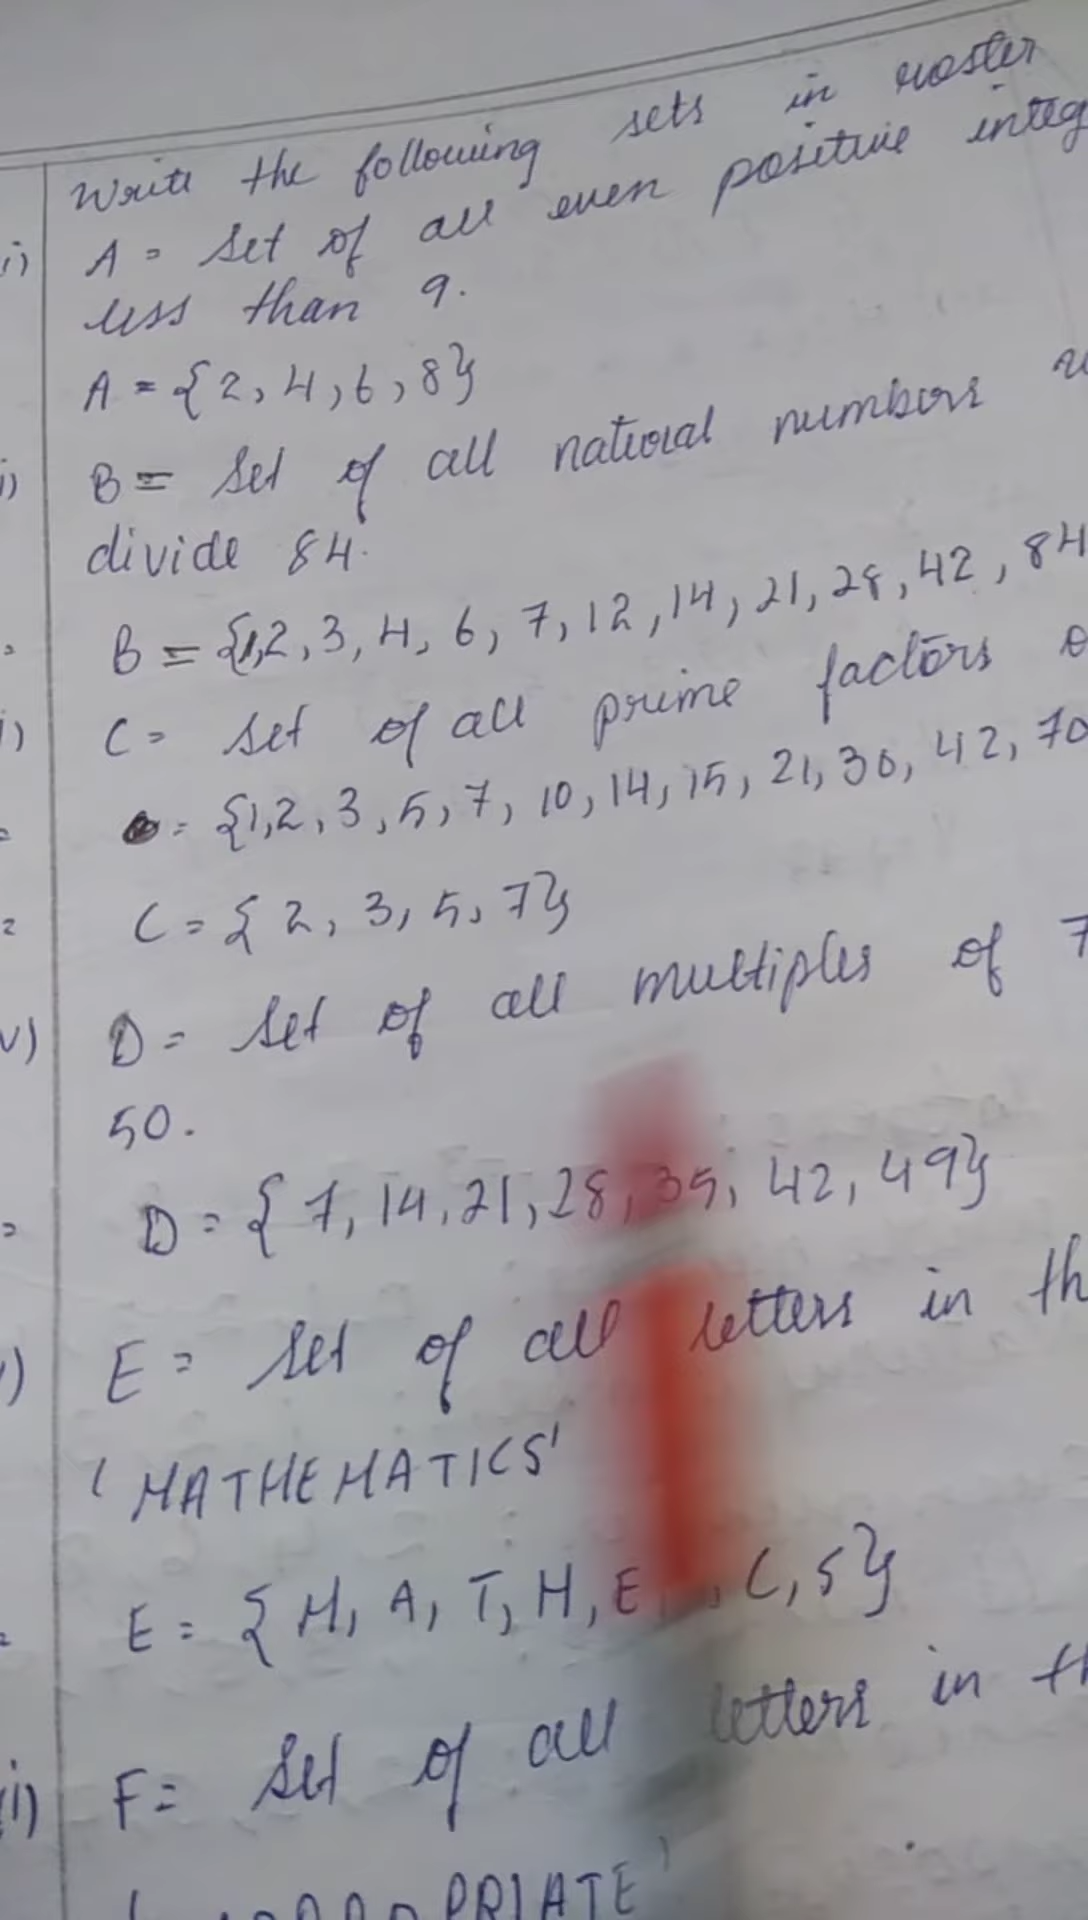 Write the following sets in roster
i) A = Set of all even positive integ
less than 9.
A = {2, 4, 6, 8}
i) B = Set of all natural numbers
divide 84.
B = {1,2, 3, 4, 6, 7, 12, 14, 21, 28, 42, 84
i) C = set of all prime factors o
= {1,2, 3, 5, 7, 10, 14, 15, 21, 30, 42, 70
C = {2, 3, 5, 7}
v) D = Set of all multiples of 7
50.
D = {7, 14, 21, 28, 35, 42, 49}
) E = Set of all letters in th
'MATHEMATICS'
E = {M, A, T, H, E, , C, S}
ii) F = Set of all letters in th
PRIATE'